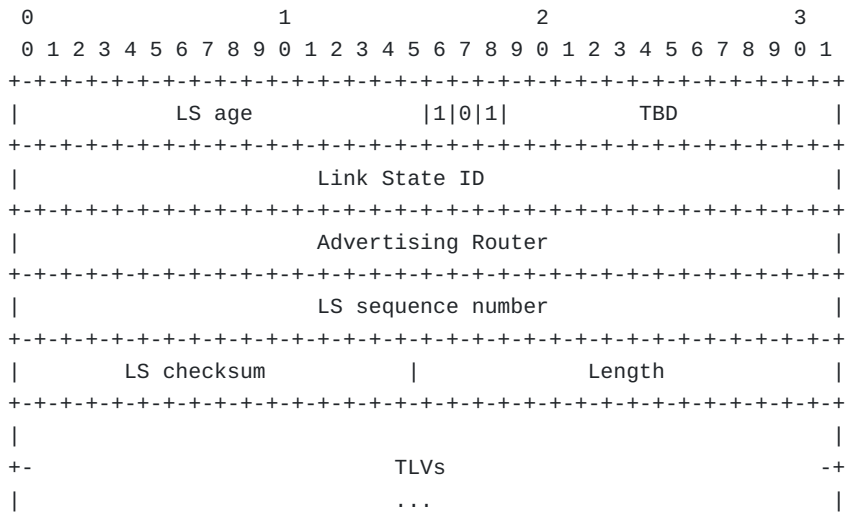 0                   1                   2                   3
 0 1 2 3 4 5 6 7 8 9 0 1 2 3 4 5 6 7 8 9 0 1 2 3 4 5 6 7 8 9 0 1
+-+-+-+-+-+-+-+-+-+-+-+-+-+-+-+-+-+-+-+-+-+-+-+-+-+-+-+-+-+-+-+-+
|            LS age             |1|0|1|          TBD            |
+-+-+-+-+-+-+-+-+-+-+-+-+-+-+-+-+-+-+-+-+-+-+-+-+-+-+-+-+-+-+-+-+
|                       Link State ID                           |
+-+-+-+-+-+-+-+-+-+-+-+-+-+-+-+-+-+-+-+-+-+-+-+-+-+-+-+-+-+-+-+-+
|                       Advertising Router                      |
+-+-+-+-+-+-+-+-+-+-+-+-+-+-+-+-+-+-+-+-+-+-+-+-+-+-+-+-+-+-+-+-+
|                       LS sequence number                      |
+-+-+-+-+-+-+-+-+-+-+-+-+-+-+-+-+-+-+-+-+-+-+-+-+-+-+-+-+-+-+-+-+
|        LS checksum           |             Length             |
+-+-+-+-+-+-+-+-+-+-+-+-+-+-+-+-+-+-+-+-+-+-+-+-+-+-+-+-+-+-+-+-+
|                                                               |
+-                            TLVs                             -+
|                             ...                               |